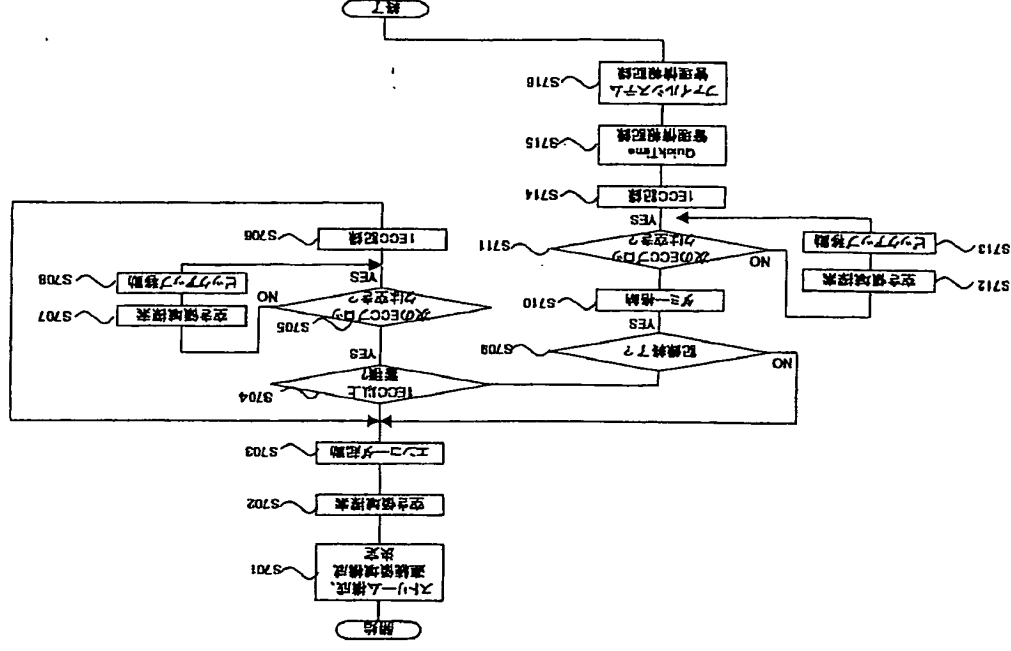 開始
ストリーム構成、
連続領域構成
決定
S701
空き領域探索
S702
エンコーダ起動
S703
1ECC以上
蓄積?
S704
YES
次のECCブロッ
クは空き?
S705
NO
YES
空き領域探索
S707
ピックアップ移動
S708
1ECC記録
S706
記録終了?
S709
NO
YES
ダミー格納
S710
次のECCブロッ
クは空き?
S711
NO
YES
空き領域探索
S712
ピックアップ移動
S713
1ECC記録
S714
QuickTime
管理情報記録
S715
ファイルシステム
管理情報記録
S716
終了